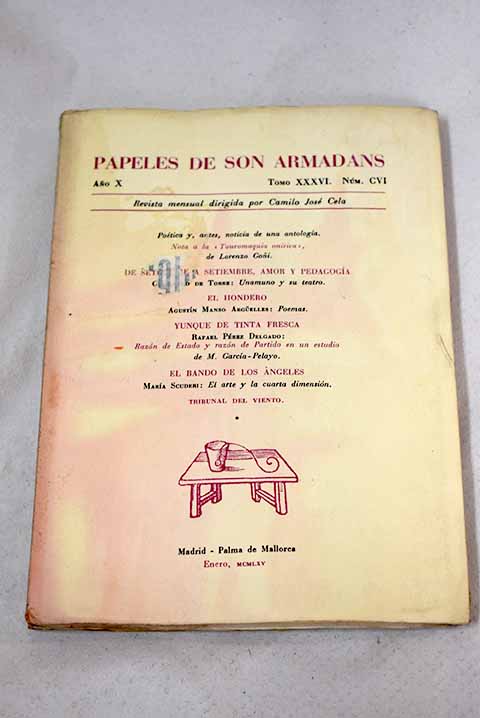 PAPELES DE SON ARMADANS
Año X Tomo XXXVI. Núm. CVI
Revista mensual dirigida por Camilo José Cela
Poética y, antes, noticia de una antología.
Nota a la «Tauromaquia onírica»,
de Lorenzo Goñi.
DE A SETIEMBRE, AMOR Y PEDAGOGÍA
DE TORRE: Unamuno y su teatro.
EL HONDERO
Agustín Manso Argüelles: Poemas.
YUNQUE DE TINTA FRESCA
Rafael Pérez Delgado:
Razón de Estado y razón de Partido en un estudio
de M. García-Pelayo.
EL BANDO DE LOS ÁNGELES
María Scuderi: El arte y la cuarta dimensión.
TRIBUNAL DEL VIENTO.
Madrid - Palma de Mallorca
Enero, MCMLXV